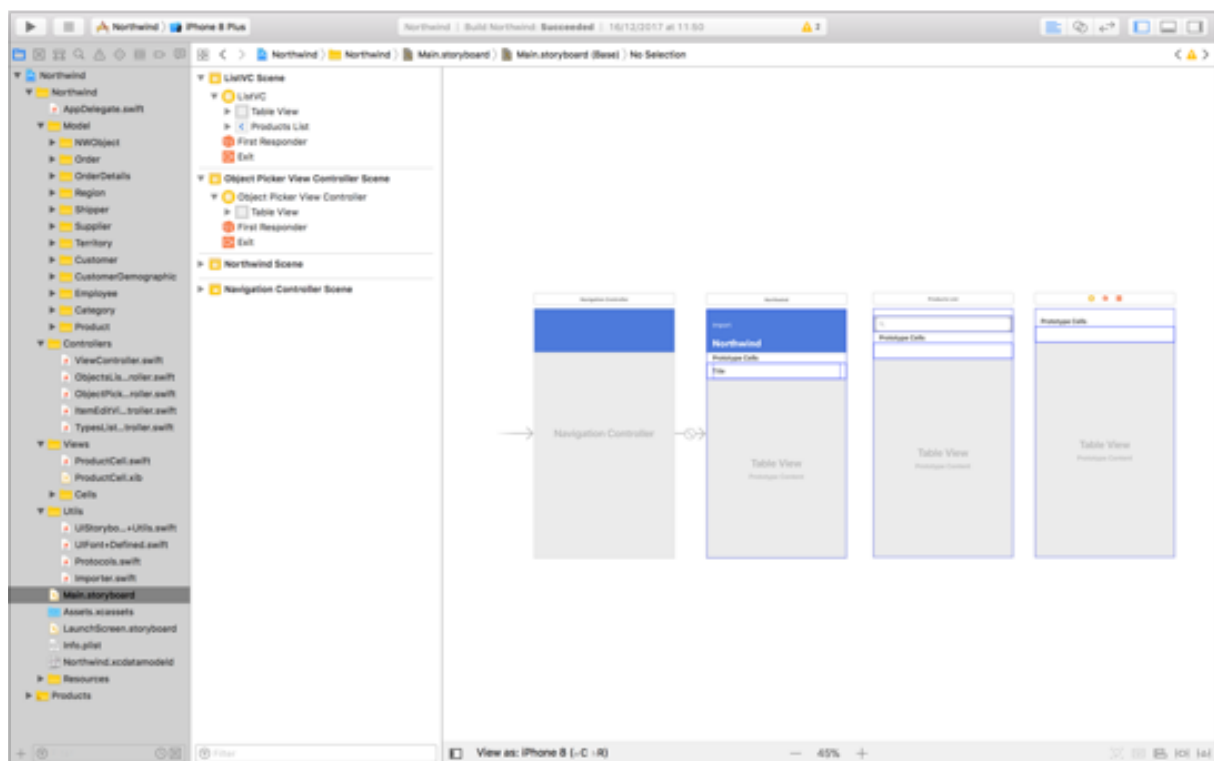 Northwind
iPhone 8 Plus
Northwind | Build Northwind: Succeeded | 16/12/2017 at 11:50
Northwind
Northwind
Main.storyboard
Main.storyboard (Base)
No Selection
Northwind
Northwind
AppDelegate.swift
Model
NWObject
Order
OrderDetails
Region
Shipper
Supplier
Territory
Customer
CustomerDemographic
Employee
Category
Product
Controllers
ViewController.swift
ObjectsLis...roller.swift
ObjectPick...roller.swift
ItemEditVi...troller.swift
TypesList...troller.swift
Views
ProductCell.swift
ProductCell.xib
Cells
Utils
UIStorybo...+Utils.swift
UIFont+Defined.swift
Protocols.swift
Importer.swift
Main.storyboard
Assets.xcassets
LaunchScreen.storyboard
Info.plist
Northwind.xcdatamodeld
Resources
Products
ListVC Scene
ListVC
Table View
Products List
First Responder
Exit
Object Picker View Controller Scene
Object Picker View Controller
Table View
First Responder
Exit
Northwind Scene
Navigation Controller Scene
Filter
Navigation Controller
Navigation Controller
Northwind
Import
Northwind
Prototype Cells
Title
Table View
Prototype Content
Products List
Prototype Cells
Table View
Prototype Content
Prototype Cells
Table View
Prototype Content
View as: iPhone 8
45%